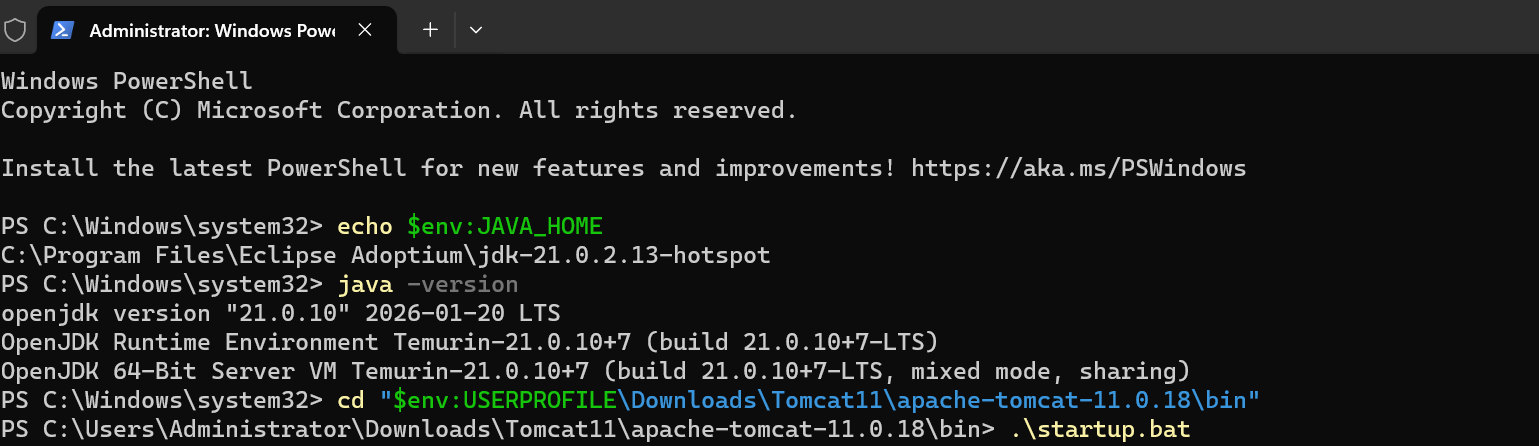 Administrator: Windows Powe
Windows PowerShell
Copyright (C) Microsoft Corporation. All rights reserved.
Install the latest PowerShell for new features and improvements! https://aka.ms/PSWindows
PS C:\Windows\system32> echo $env:JAVA_HOME
C:\Program Files\Eclipse Adoptium\jdk-21.0.2.13-hotspot
PS C:\Windows\system32> java -version
openjdk version "21.0.10" 2026-01-20 LTS
OpenJDK Runtime Environment Temurin-21.0.10+7 (build 21.0.10+7-LTS)
OpenJDK 64-Bit Server VM Temurin-21.0.10+7 (build 21.0.10+7-LTS, mixed mode, sharing)
PS C:\Windows\system32> cd "$env:USERPROFILE\Downloads\Tomcat11\apache-tomcat-11.0.18\bin"
PS C:\Users\Administrator\Downloads\Tomcat11\apache-tomcat-11.0.18\bin> .\startup.bat